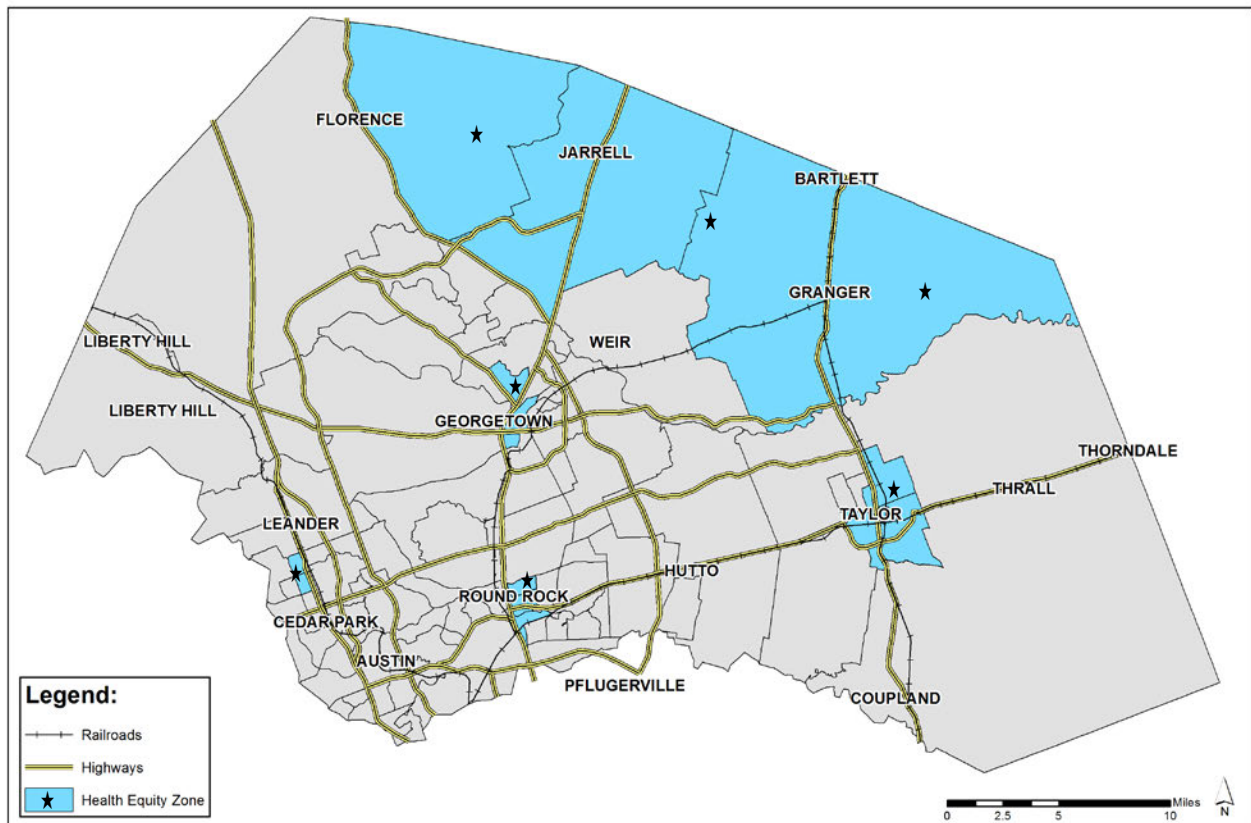 FLORENCE
JARRELL
BARTLETT
GRANGER
LIBERTY HILL
WEIR
LIBERTY HILL
GEORGETOWN
THORNDALE
THRALL
TAYLOR
LEANDER
HUTTO
ROUND ROCK
CEDAR PARK
AUSTIN
PFLUGERVILLE
COUPLAND
Legend:
Railroads
Highways
Health Equity Zone
Miles
0 2.5 5 10
N